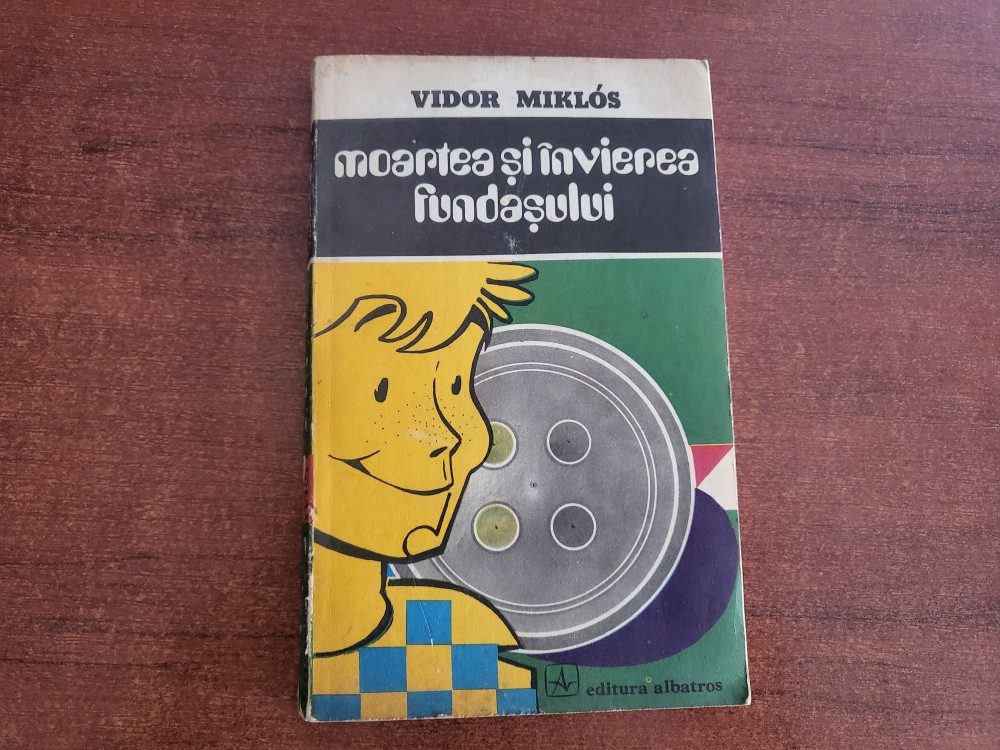 VIDOR MIKLÓS
moartea și învierea
fundașului
editura albatros